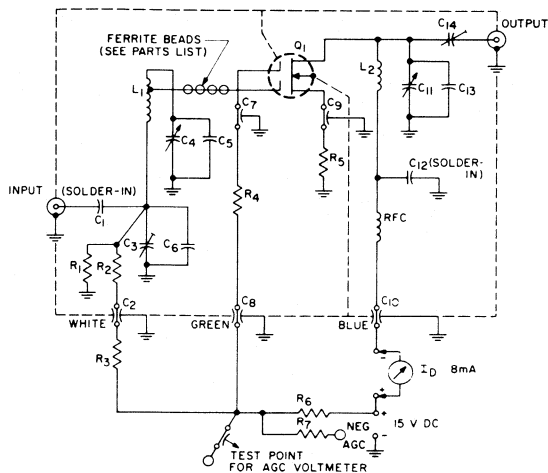 C14
OUTPUT
FERRITE BEADS
(SEE PARTS LIST)
Q1
L1
L2
C7
C9
C11
C13
C4
C5
R5
C12 (SOLDER-
IN)
R4
INPUT
(SOLDER-IN)
C1
RFC
C3
C6
R1
R2
C2
C8
C10
WHITE
GREEN
BLUE
R3
-
ID 8mA
+
R6
+
R7
NEG
AGC
15 V DC
-
TEST POINT
FOR AGC VOLTMETER